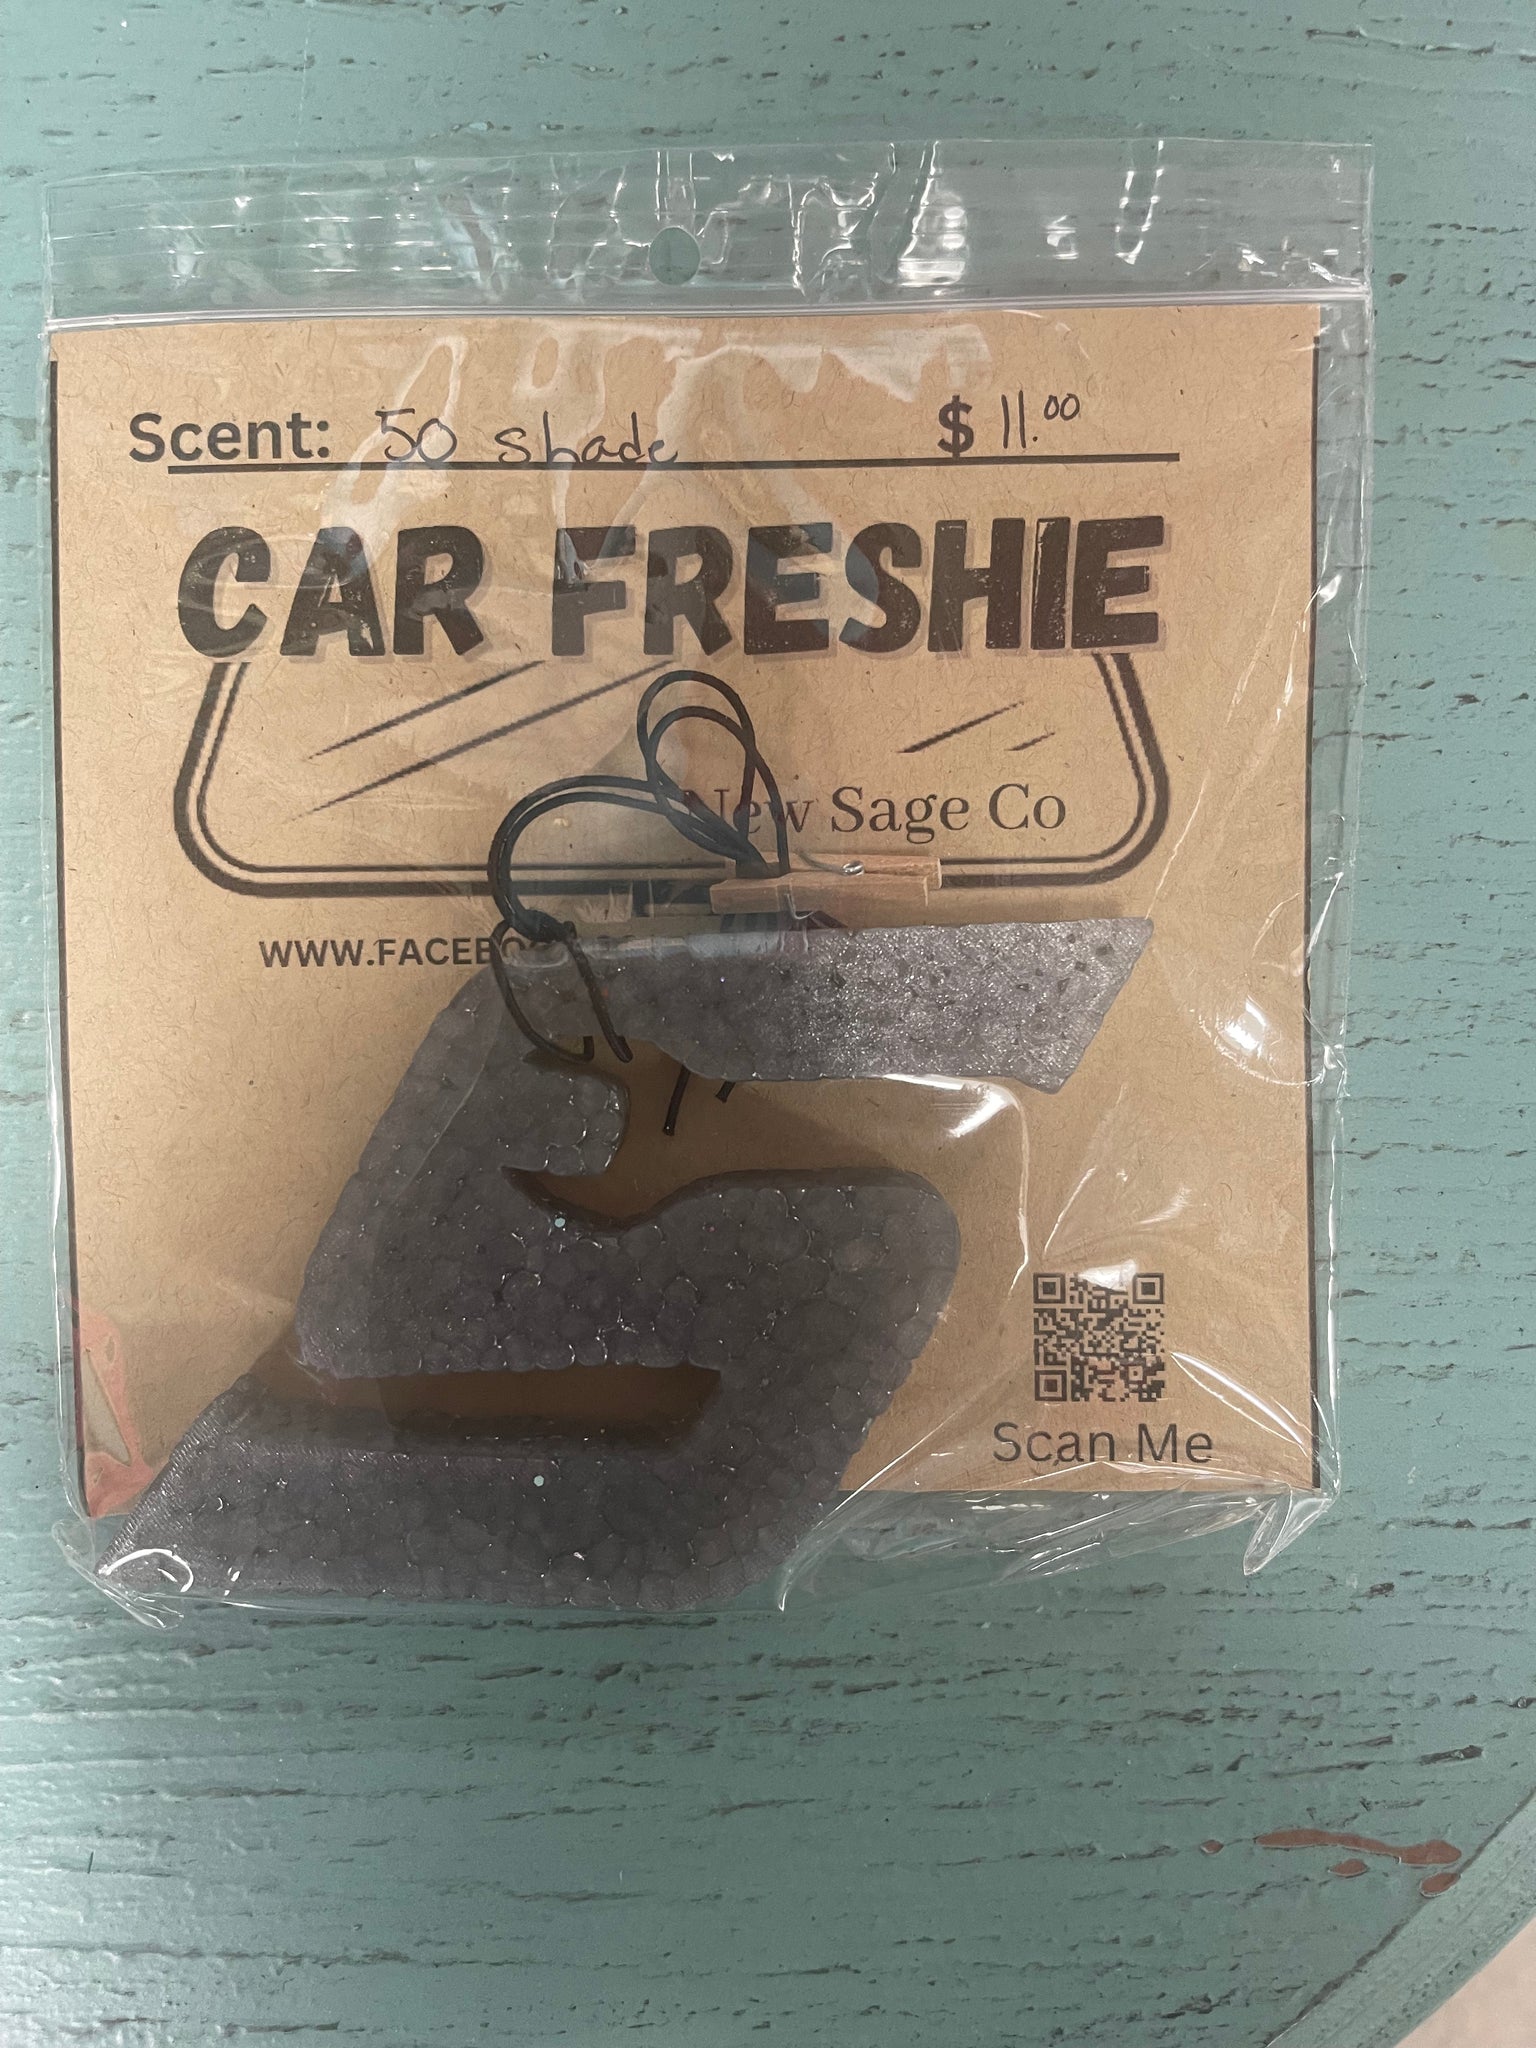 Scent: 50 shade $ 11.00
CAR FRESHIE
New Sage Co
Scan Me